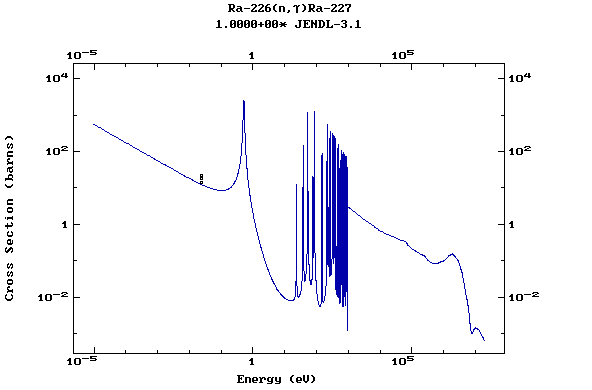 Ra-226(n,γ)Ra-227
1.0000+00* JENDL-3.1
10⁻⁵ 1 10⁵
10⁴ 10⁴
10² 10²
1 1
10⁻² 10⁻²
10⁻⁵ 1 10⁵
Cross Section (barns)
Energy (eV)